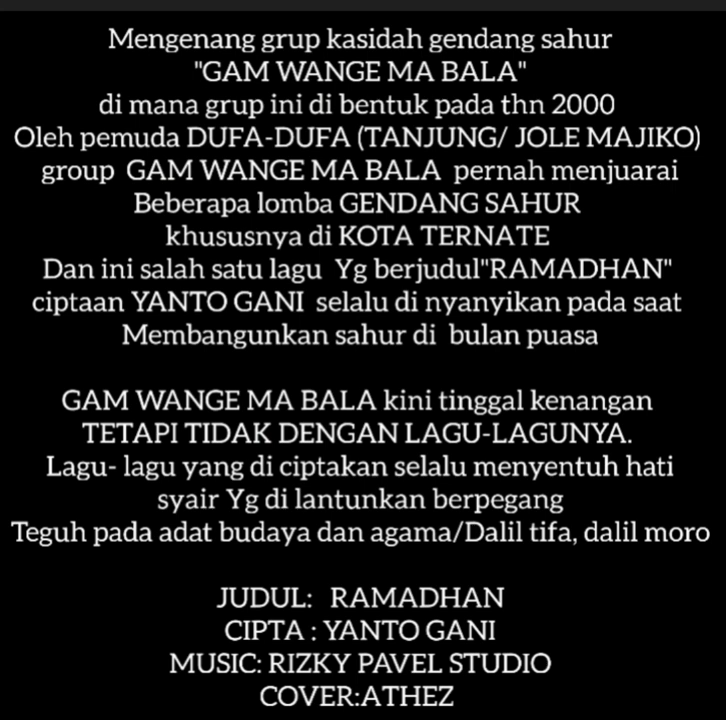 Mengenang grup kasidah gendang sahur
"GAM WANGE MA BALA"
di mana grup ini di bentuk pada thn 2000
Oleh pemuda DUFA-DUFA (TANJUNG/ JOLE MAJIKO)
group GAM WANGE MA BALA pernah menjuarai
Beberapa lomba GENDANG SAHUR
khususnya di KOTA TERNATE
Dan ini salah satu lagu Yg berjudul"RAMADHAN"
ciptaan YANTO GANI selalu di nyanyikan pada saat
Membangunkan sahur di bulan puasa
GAM WANGE MA BALA kini tinggal kenangan
TETAPI TIDAK DENGAN LAGU-LAGUNYA.
Lagu- lagu yang di ciptakan selalu menyentuh hati
syair Yg di lantunkan berpegang
Teguh pada adat budaya dan agama/Dalil tifa, dalil moro
JUDUL: RAMADHAN
CIPTA : YANTO GANI
MUSIC: RIZKY PAVEL STUDIO
COVER:ATHEZ